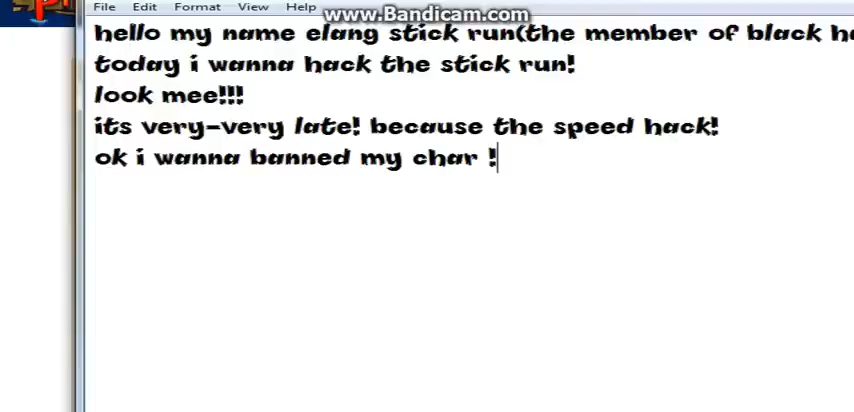 www.Bandicam.com
File Edit Format View Help
hello my name elang stick run(the member of black
today i wanna hack the stick run!
look mee!!!
its very-very late! because the speed hack!
ok i wanna banned my char !